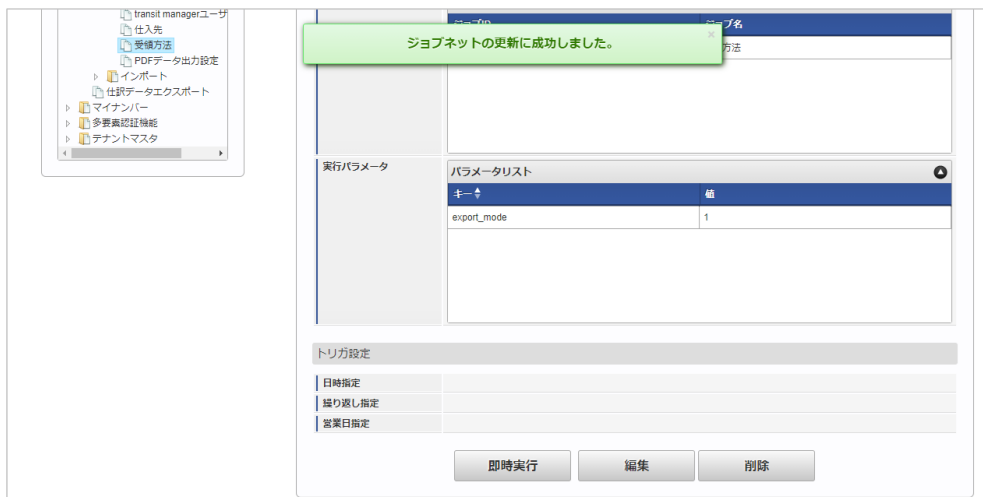 transit managerユーザ
仕入先
受領方法
PDFデータ出力設定
インポート
仕訳データエクスポート
マイナンバー
多要素認証機能
テナントマスタ
ジョブネットの更新に成功しました。
×
ジョブ名
方法
実行パラメータ
パラメータリスト
キー
値
export_mode
1
トリガ設定
日時指定
繰り返し指定
営業日指定
即時実行
編集
削除